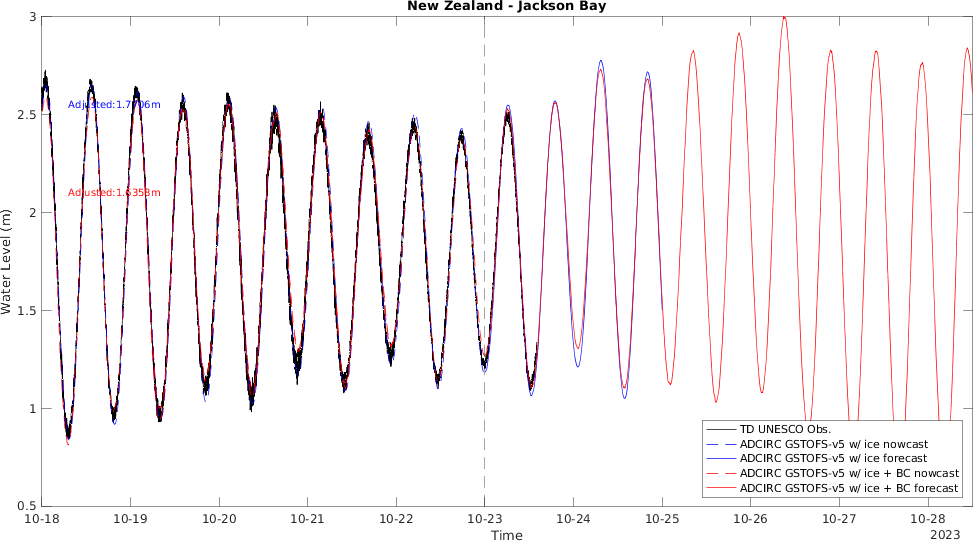 New Zealand - Jackson Bay
3
2.5
2
1.5
1
0.5
Water Level (m)
Adjusted:1.7706m
Adjusted:1.6358m
TD UNESCO Obs.
ADCIRC GSTOFS-v5 w/ ice nowcast
ADCIRC GSTOFS-v5 w/ ice forecast
ADCIRC GSTOFS-v5 w/ ice + BC nowcast
ADCIRC GSTOFS-v5 w/ ice + BC forecast
10-18 10-19 10-20 10-21 10-22 10-23 10-24 10-25 10-26 10-27 10-28
Time
2023